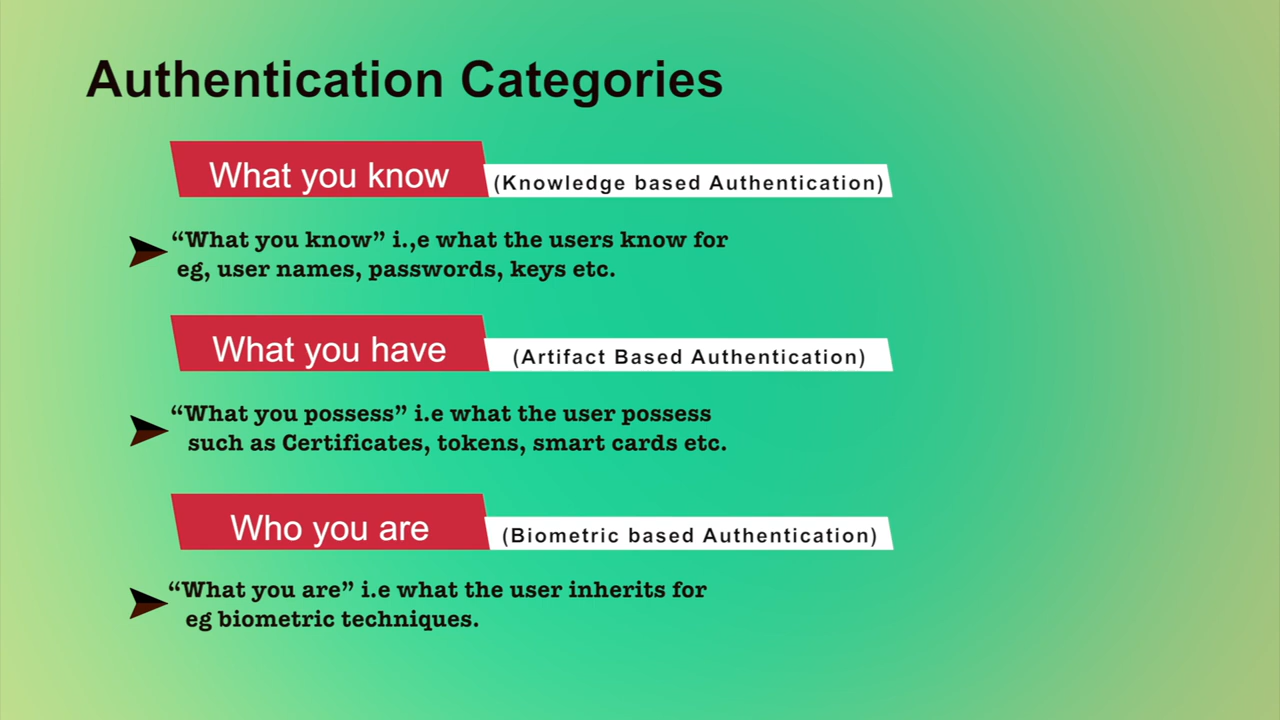 Authentication Categories
What you know
(Knowledge based Authentication)
“What you know” i.,e what the users know for
eg, user names, passwords, keys etc.
What you have
(Artifact Based Authentication)
“What you possess” i.e what the user possess
such as Certificates, tokens, smart cards etc.
Who you are
(Biometric based Authentication)
“What you are” i.e what the user inherits for
eg biometric techniques.